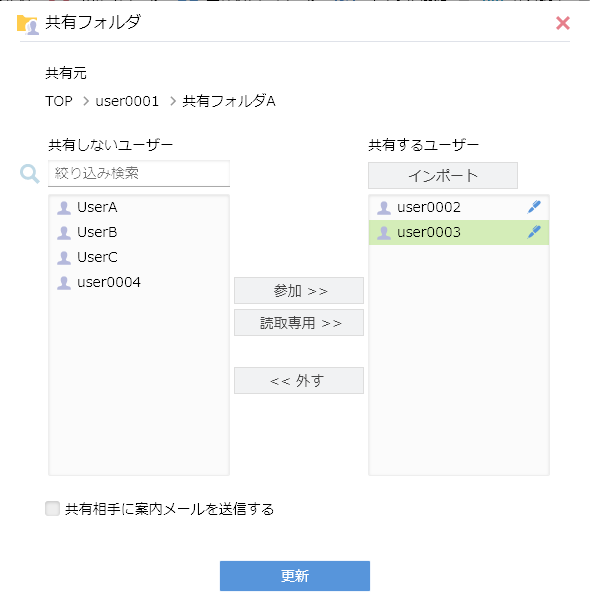 共有フォルダ
共有元
TOP > user0001 > 共有フォルダA
共有しないユーザー
共有するユーザー
絞り込み検索
インポート
UserA
UserB
UserC
user0004
user0002
user0003
参加 >>
読取専用 >>
<< 外す
共有相手に案内メールを送信する
更新